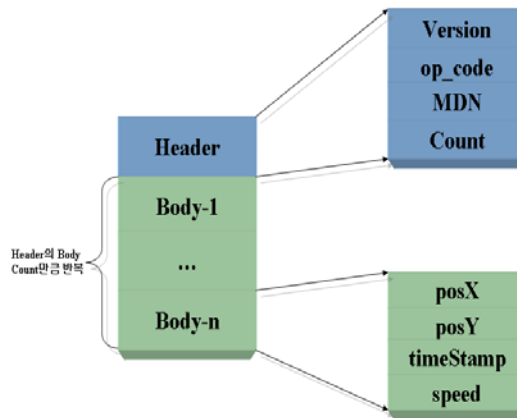 Version
op_code
MDN
Count
Header
Body-1
...
Body-n
Header의 Body
Count만큼 반복
posX
posY
timeStamp
speed